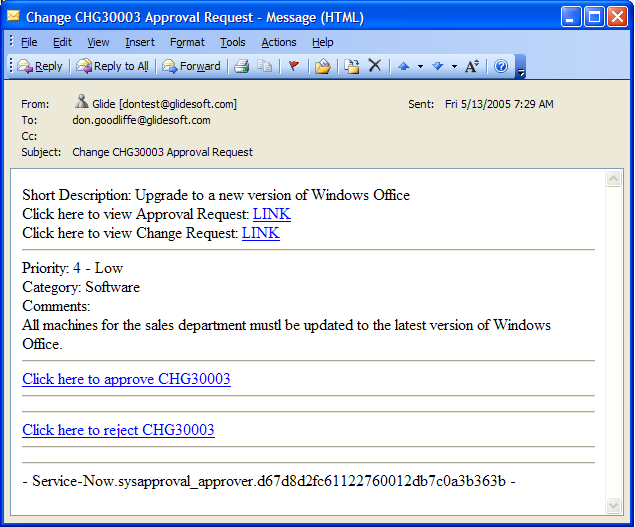 Change CHG30003 Approval Request - Message (HTML)
File Edit View Insert Format Tools Actions Help
Reply Reply to All Forward
From: Glide [dontest@glidesoft.com] Sent: Fri 5/13/2005 7:29 AM
To: don.goodliffe@glidesoft.com
Cc:
Subject: Change CHG30003 Approval Request
Short Description: Upgrade to a new version of Windows Office
Click here to view Approval Request: LINK
Click here to view Change Request: LINK
Priority: 4 - Low
Category: Software
Comments:
All machines for the sales department mustl be updated to the latest version of Windows
Office.
Click here to approve CHG30003
Click here to reject CHG30003
- Service-Now.sysapproval_approver.d67d8d2fc61122760012db7c0a3b363b -